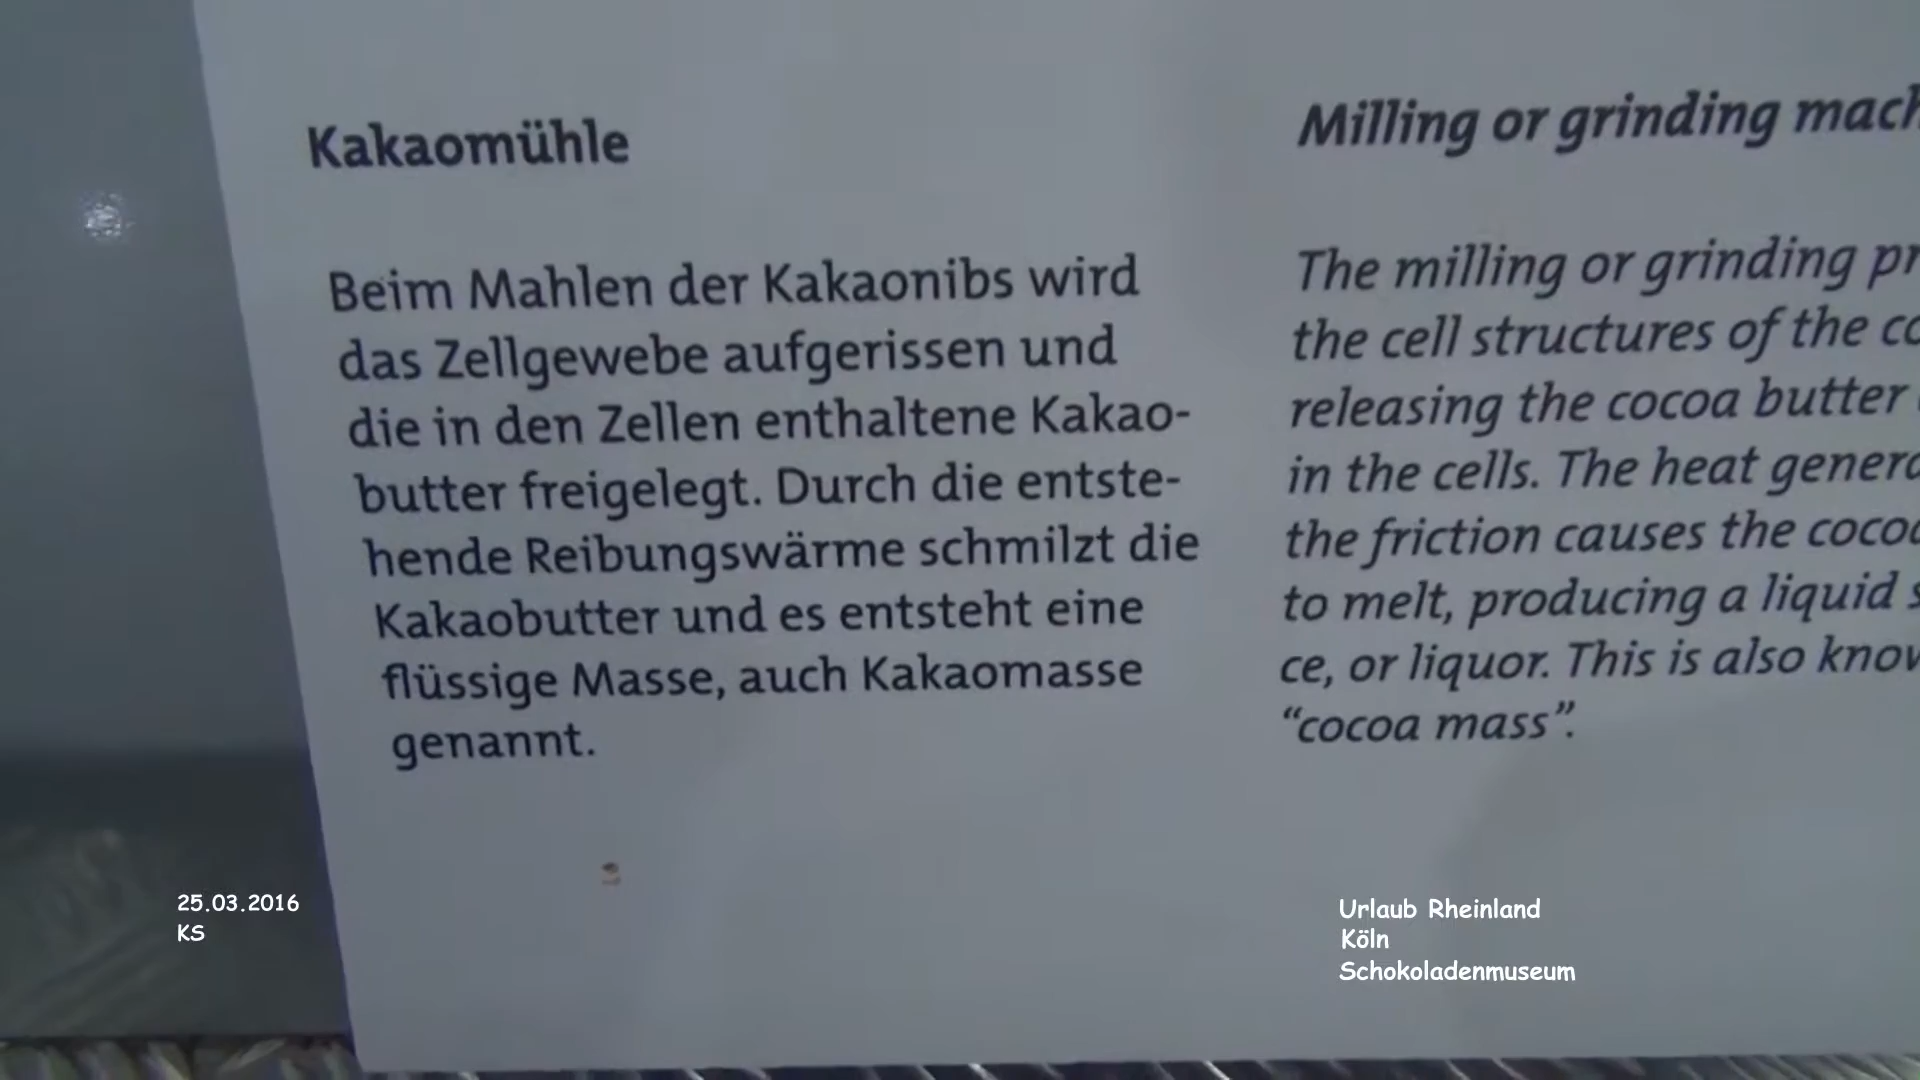 Kakaomühle
Beim Mahlen der Kakaonibs wird
das Zellgewebe aufgerissen und
die in den Zellen enthaltene Kakao-
butter freigelegt. Durch die entste-
hende Reibungswärme schmilzt die
Kakaobutter und es entsteht eine
flüssige Masse, auch Kakaomasse
genannt.
Milling or grinding
The milling or grinding
the cell structures of the
releasing the cocoa butter
in the cells. The heat
the friction causes the
to melt, producing a liquid
ce, or liquor. This is also
“cocoa mass”.
25.03.2016
KS
Urlaub Rheinland
Köln
Schokoladenmuseum